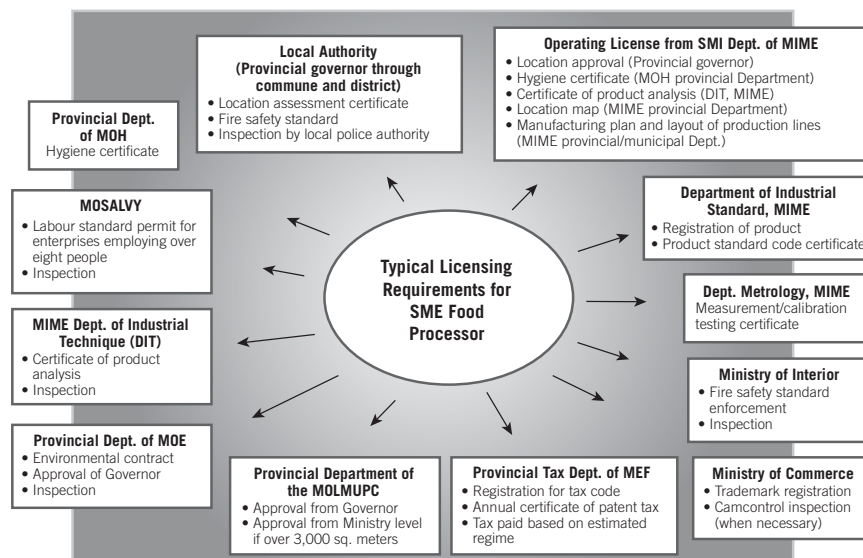 Local Authority
(Provincial governor through
commune and district)
• Location assessment certificate
• Fire safety standard
• Inspection by local police authority
Operating License from SMI Dept. of MIME
• Location approval (Provincial governor)
• Hygiene certificate (MOH provincial Department)
• Certificate of product analysis (DIT, MIME)
• Location map (MIME provincial Department)
• Manufacturing plan and layout of production lines
(MIME provincial/municipal Dept.)
Provincial Dept.
of MOH
Hygiene certificate
MOSALVY
• Labour standard permit for
enterprises employing over
eight people
• Inspection
Department of Industrial
Standard, MIME
• Registration of product
• Product standard code certificate
Typical Licensing
Requirements for
SME Food
Processor
Dept. Metrology, MIME
Measurement/calibration
testing certificate
MIME Dept. of Industrial
Technique (DIT)
• Certificate of product
analysis
• Inspection
Ministry of Interior
• Fire safety standard
enforcement
• Inspection
Provincial Dept. of MOE
• Environmental contract
• Approval of Governor
• Inspection
Provincial Department of
the MOLMUPC
• Approval from Governor
• Approval from Ministry level
if over 3,000 sq. meters
Provincial Tax Dept. of MEF
• Registration for tax code
• Annual certificate of patent tax
• Tax paid based on estimated
regime
Ministry of Commerce
• Trademark registration
• Camcontrol inspection
(when necessary)